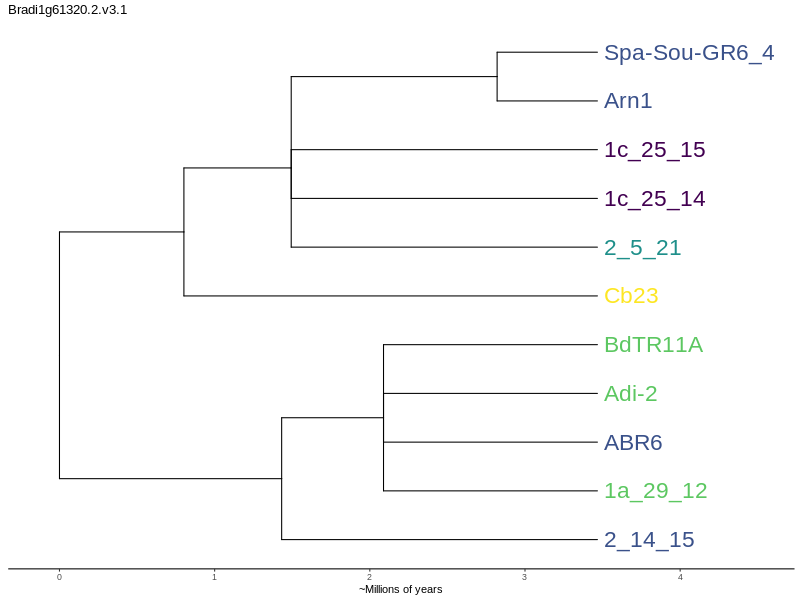 Bradi1g61320.2.v3.1
Spa-Sou-GR6_4
Arn1
1c_25_15
1c_25_14
2_5_21
Cb23
BdTR11A
Adi-2
ABR6
1a_29_12
2_14_15
0 1 2 3 4
~Millions of years